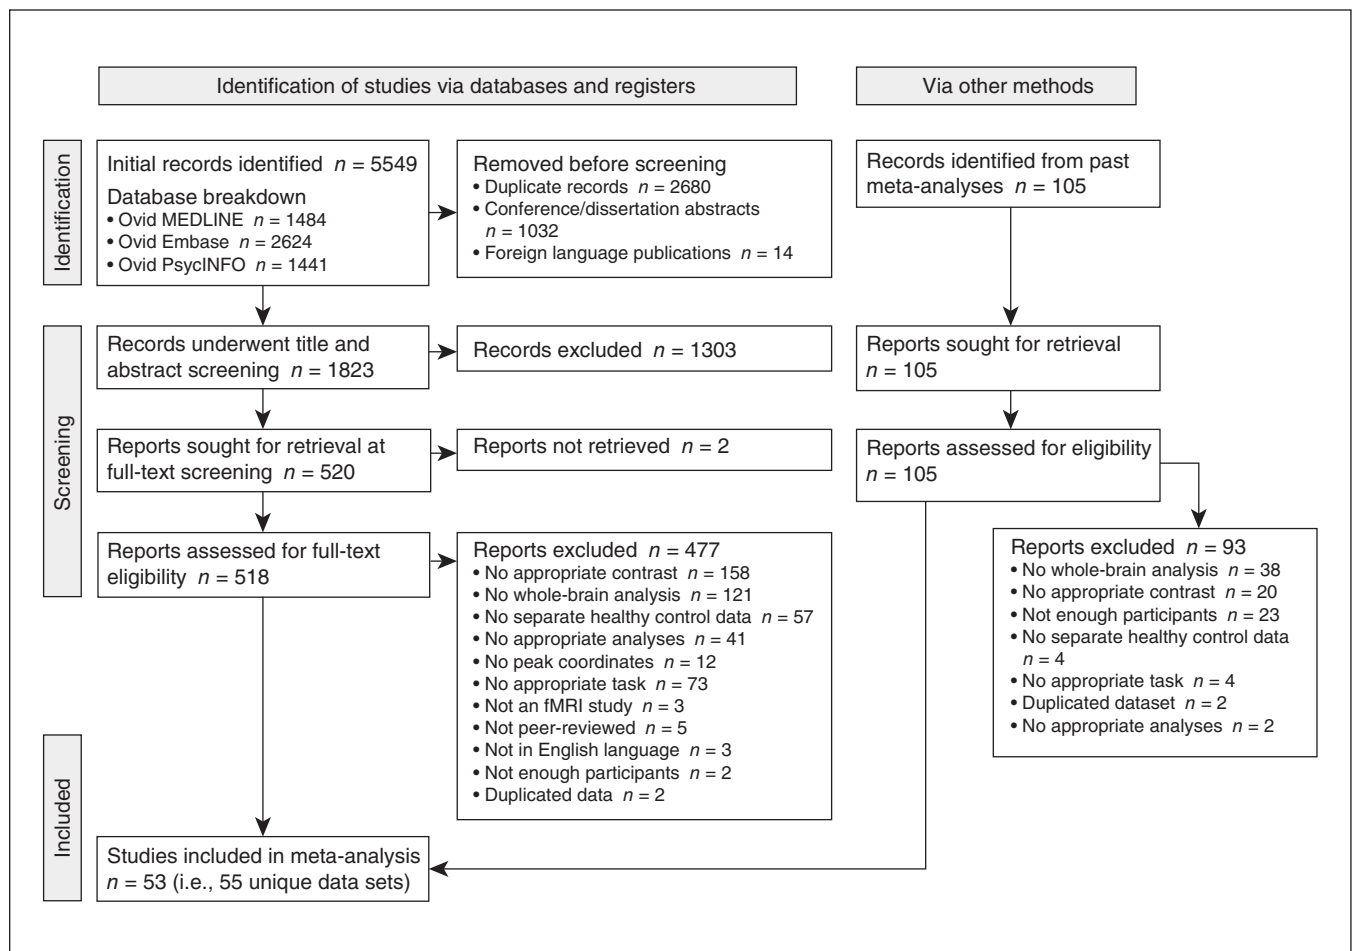 Identification of studies via databases and registers
Via other methods
Identification
Initial records identified n = 5549
Database breakdown
• Ovid MEDLINE n = 1484
• Ovid Embase n = 2624
• Ovid PsycINFO n = 1441
Removed before screening
• Duplicate records n = 2680
• Conference/dissertation abstracts
n = 1032
• Foreign language publications n = 14
Records identified from past
meta-analyses n = 105
Screening
Records underwent title and
abstract screening n = 1823
Records excluded n = 1303
Reports sought for retrieval
n = 105
Reports sought for retrieval at
full-text screening n = 520
Reports not retrieved n = 2
Reports assessed for eligibility
n = 105
Reports assessed for full-text
eligibility n = 518
Reports excluded n = 477
• No appropriate contrast n = 158
• No whole-brain analysis n = 121
• No separate healthy control data n = 57
• No appropriate analyses n = 41
• No peak coordinates n = 12
• No appropriate task n = 73
• Not an fMRI study n = 3
• Not peer-reviewed n = 5
• Not in English language n = 3
• Not enough participants n = 2
• Duplicated data n = 2
Reports excluded n = 93
• No whole-brain analysis n = 38
• No appropriate contrast n = 20
• Not enough participants n = 23
• No separate healthy control data
n = 4
• No appropriate task n = 4
• Duplicated dataset n = 2
• No appropriate analyses n = 2
Included
Studies included in meta-analysis
n = 53 (i.e., 55 unique data sets)